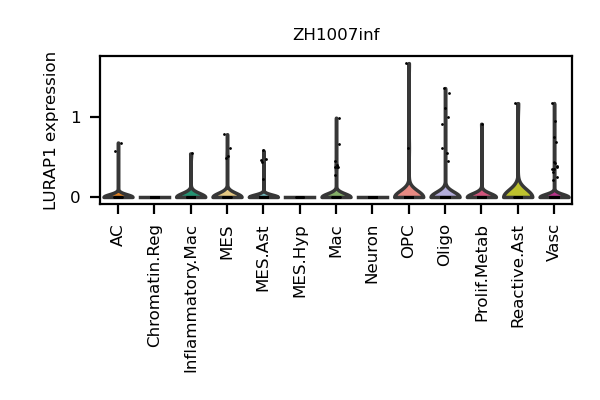 ZH1007inf
LURAP1 expression
1
0
AC
Chromatin.Reg
Inflammatory.Mac
MES
MES.Ast
MES.Hyp
Mac
Neuron
OPC
Oligo
Prolif.Metab
Reactive.Ast
Vasc